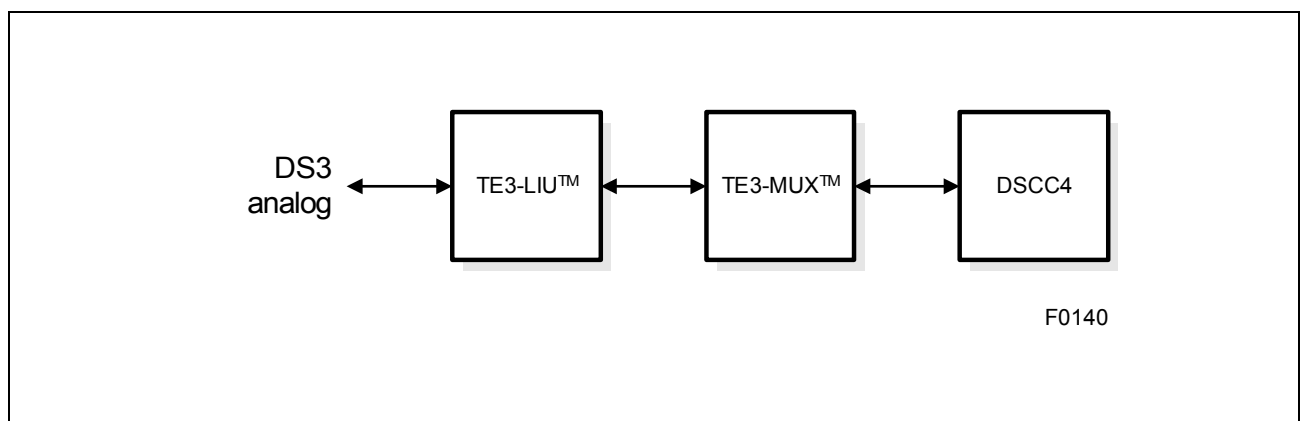 DS3
analog
TE3-LIU™
TE3-MUX™
DSCC4
F0140